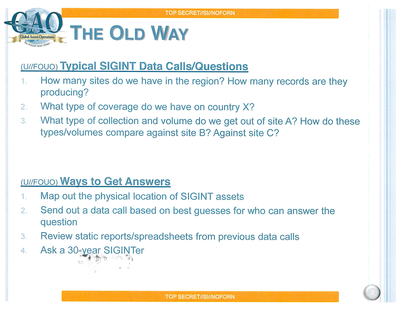 TOP SECRET//SI//NOFORN
GAO
Global Access Operations
THE OLD WAY
(U//FOUO) Typical SIGINT Data Calls/Questions
1. How many sites do we have in the region? How many records are they
producing?
2. What type of coverage do we have on country X?
3. What type of collection and volume do we get out of site A? How do these
types/volumes compare against site B? Against site C?
(U//FOUO) Ways to Get Answers
1. Map out the physical location of SIGINT assets
2. Send out a data call based on best guesses for who can answer the
question
3. Review static reports/spreadsheets from previous data calls
4. Ask a 30-year SIGINTer
TOP SECRET//SI//NOFORN